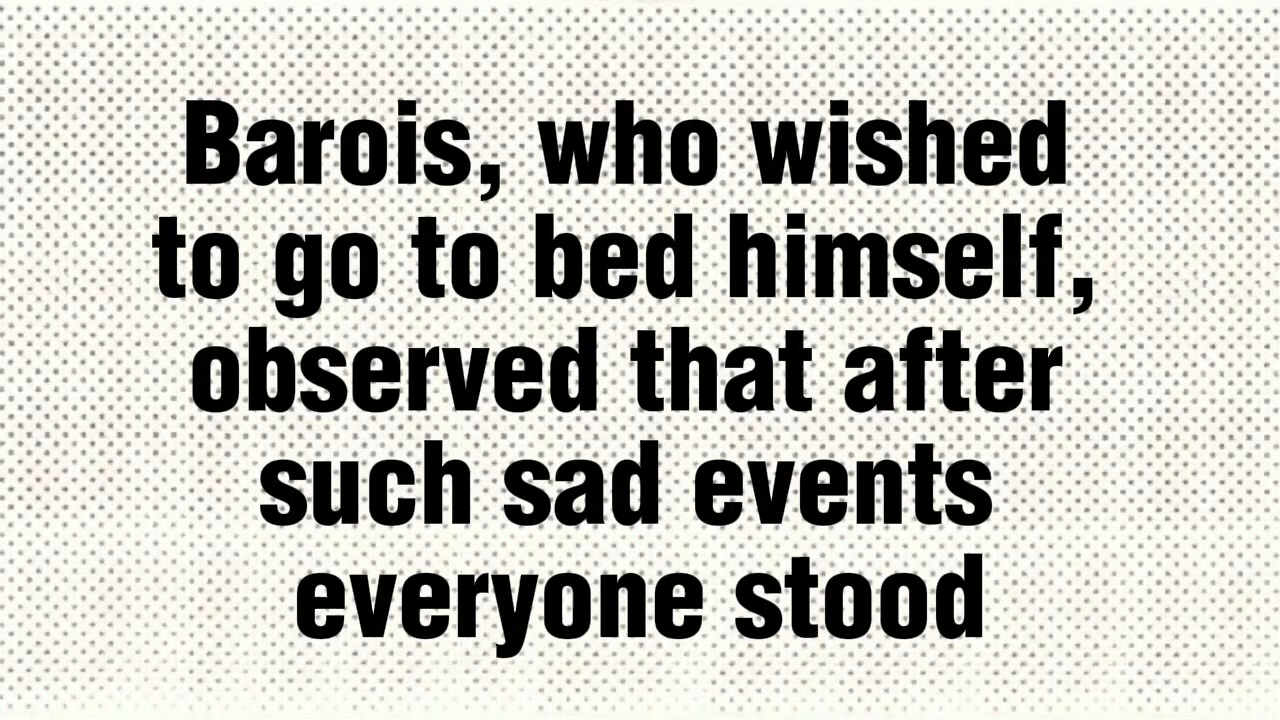 Barois, who wished
to go to bed himself,
observed that after
such sad events
everyone stood